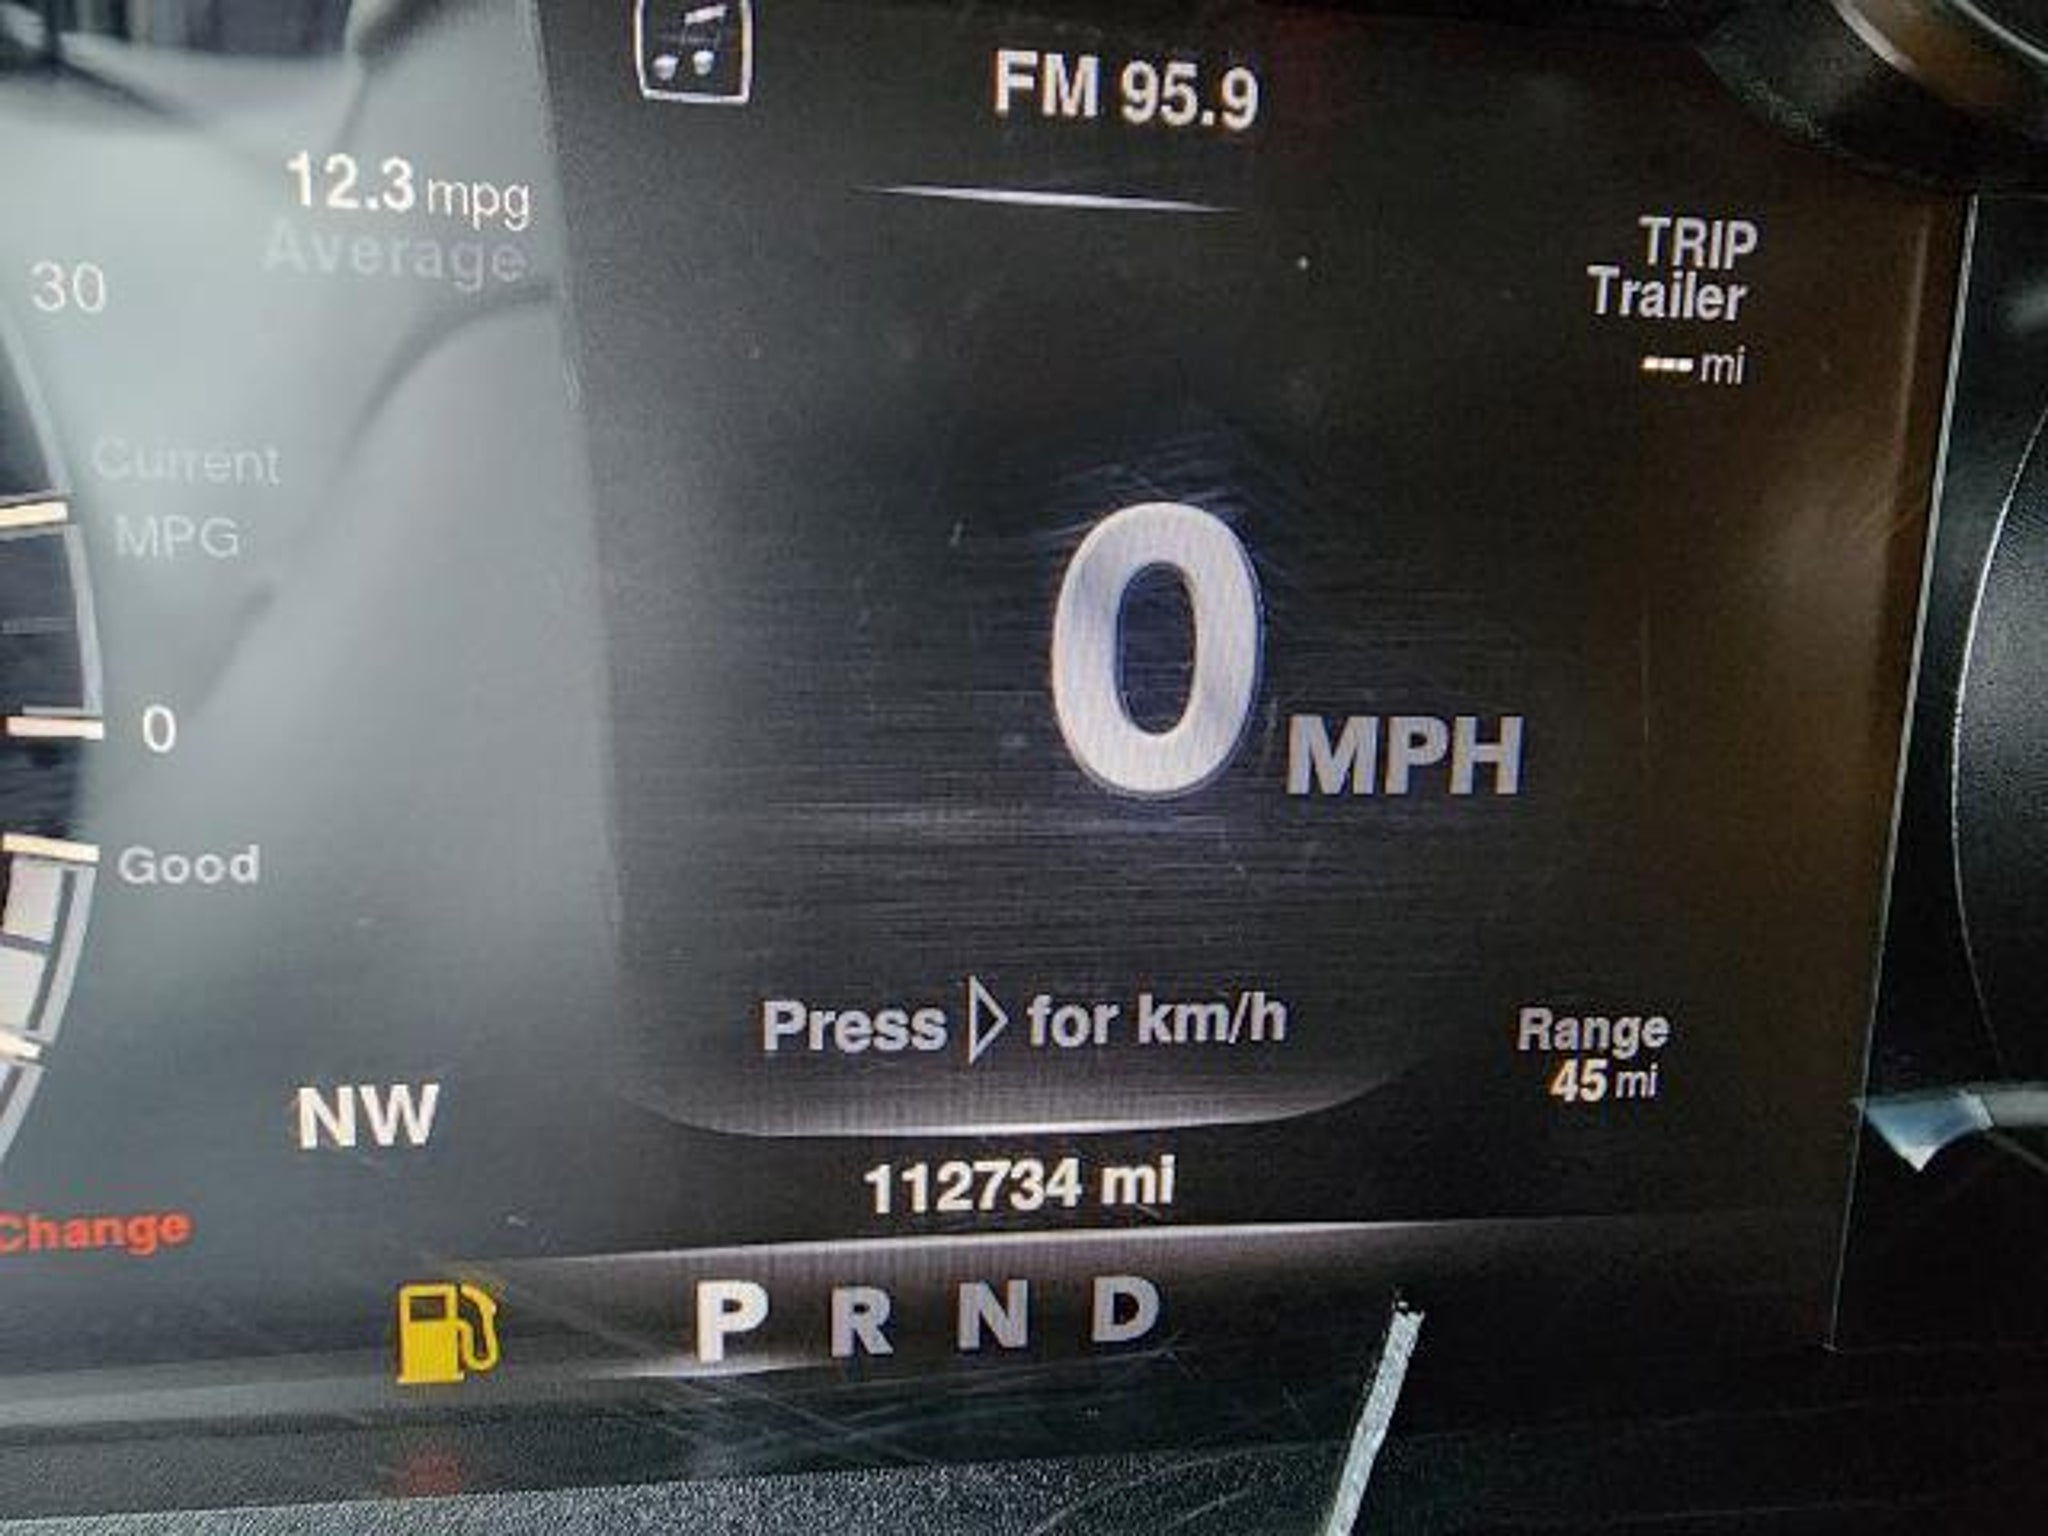 FM 95.9
12.3 mpg
Average
TRIP
Trailer
--- mi
30
Current
MPG
0
Good
0 MPH
Press ▷ for km/h
Range
45 mi
NW
112734 mi
Change
P R N D